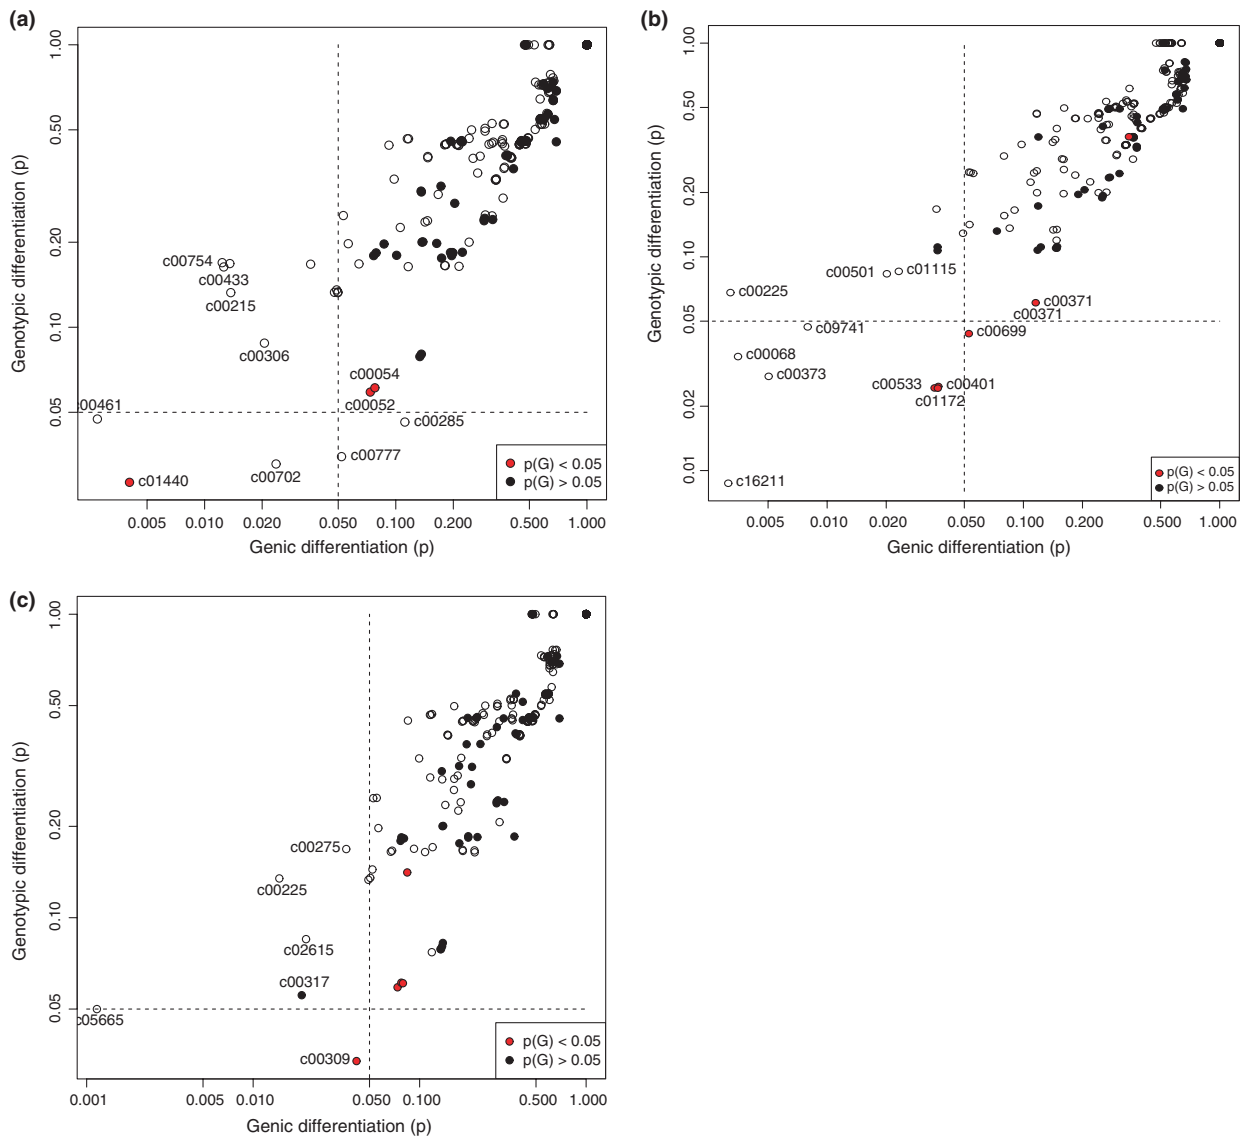 (a)
Genotypic differentiation (p)
1.00
0.50
0.20
0.10
0.05
c00754
c00433
c00215
c00306
c00054
c00052
c00461
c00285
c00777
c00702
c01440
p(G) < 0.05
p(G) > 0.05
0.005 0.010 0.020 0.050 0.100 0.200 0.500 1.000
Genic differentiation (p)
(b)
Genotypic differentiation (p)
1.00
0.50
0.20
0.10
0.05
0.02
0.01
c00501
c01115
c00225
c00371
c00371
c09741
c00699
c00068
c00373
c00533
c00401
c01172
c16211
p(G) < 0.05
p(G) > 0.05
0.005 0.010 0.020 0.050 0.100 0.200 0.500 1.000
Genic differentiation (p)
(c)
Genotypic differentiation (p)
1.00
0.50
0.20
0.10
0.05
c00275
c00225
c02615
c00317
c05665
c00309
p(G) < 0.05
p(G) > 0.05
0.001 0.005 0.010 0.050 0.100 0.500 1.000
Genic differentiation (p)